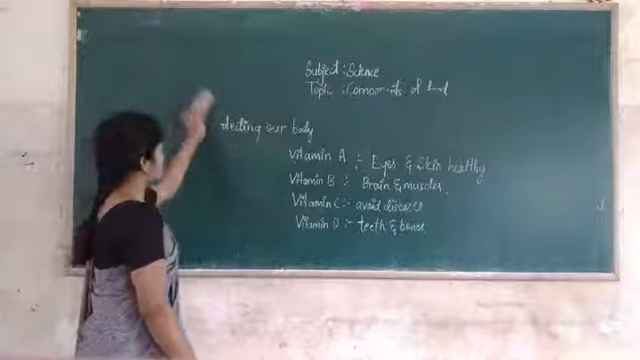 Subject : Science
Topic : Components of food
otecting our body
Vitamin A :- Eyes & Skin healthy
Vitamin B :- Brain & muscles.
Vitamin C :- avoid diseases
Vitamin D :- teeth & bones